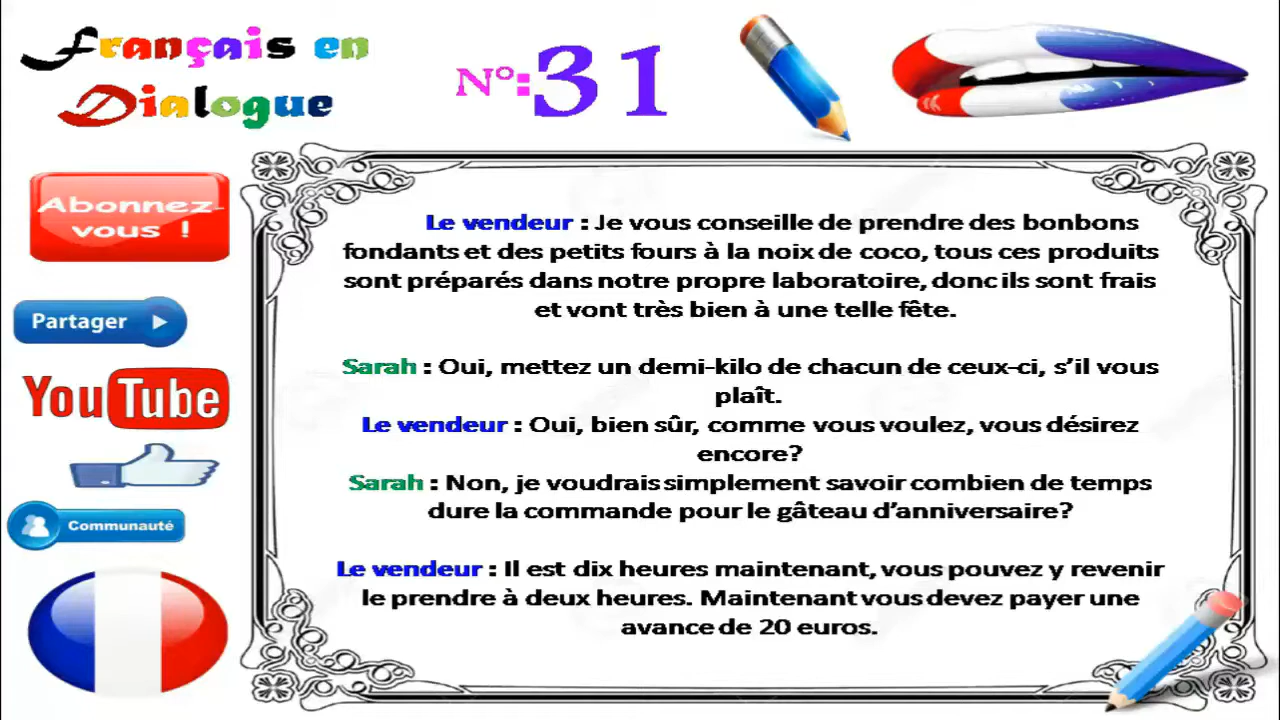 Français en
Dialogue
N°:31
Abonnez-
vous !
Partager
YouTube
Communauté
Le vendeur : Je vous conseille de prendre des bonbons
fondants et des petits fours à la noix de coco, tous ces produits
sont préparés dans notre propre laboratoire, donc ils sont frais
et vont très bien à une telle fête.
Sarah : Oui, mettez un demi-kilo de chacun de ceux-ci, s’il vous
plaît.
Le vendeur : Oui, bien sûr, comme vous voulez, vous désirez
encore?
Sarah : Non, je voudrais simplement savoir combien de temps
dure la commande pour le gâteau d’anniversaire?
Le vendeur : Il est dix heures maintenant, vous pouvez y revenir
le prendre à deux heures. Maintenant vous devez payer une
avance de 20 euros.